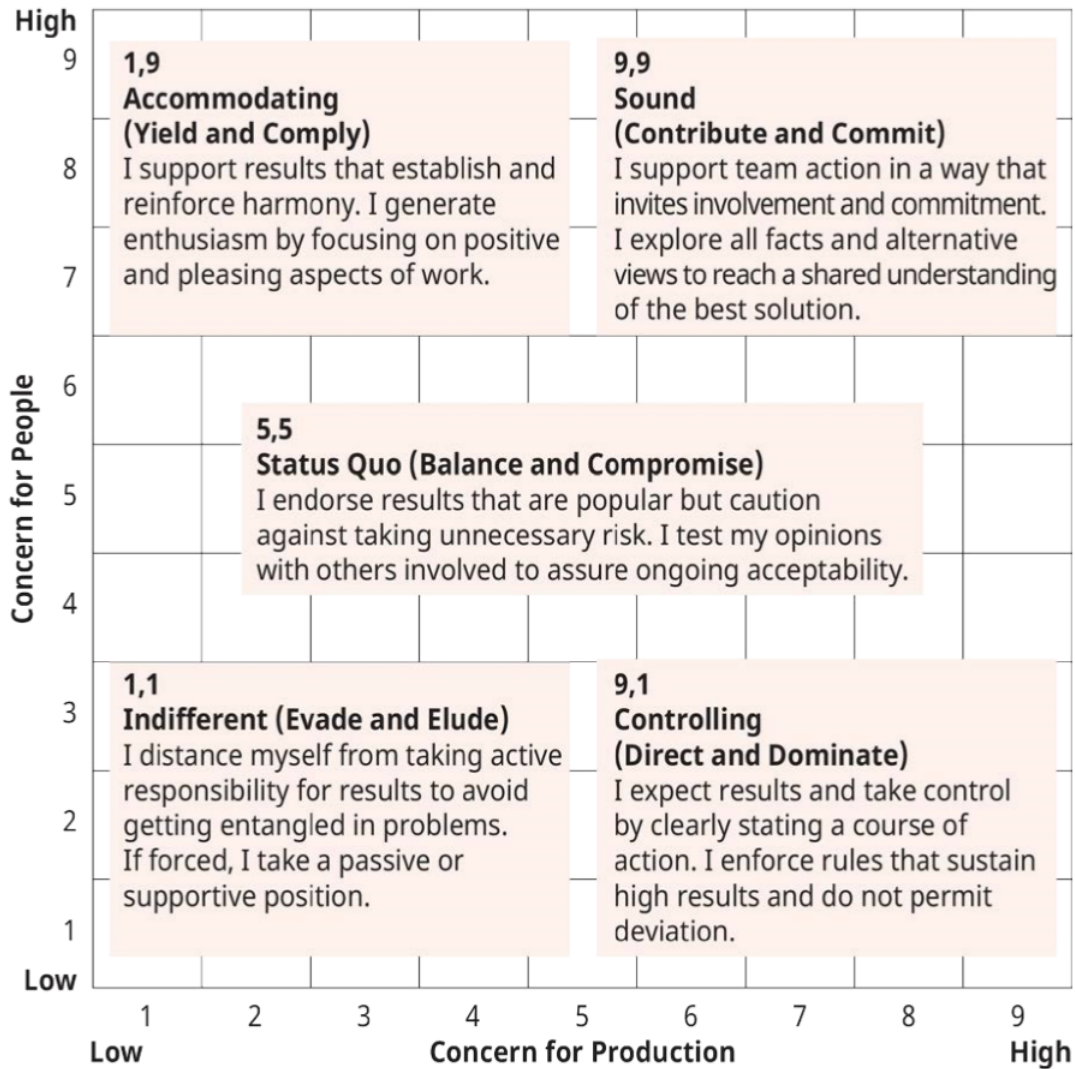 High
9
8
7
6
5
4
3
2
1
Low
Concern for People
1,9
Accommodating
(Yield and Comply)
I support results that establish and
reinforce harmony. I generate
enthusiasm by focusing on positive
and pleasing aspects of work.
9,9
Sound
(Contribute and Commit)
I support team action in a way that
invites involvement and commitment.
I explore all facts and alternative
views to reach a shared understanding
of the best solution.
5,5
Status Quo (Balance and Compromise)
I endorse results that are popular but caution
against taking unnecessary risk. I test my opinions
with others involved to assure ongoing acceptability.
1,1
Indifferent (Evade and Elude)
I distance myself from taking active
responsibility for results to avoid
getting entangled in problems.
If forced, I take a passive or
supportive position.
9,1
Controlling
(Direct and Dominate)
I expect results and take control
by clearly stating a course of
action. I enforce rules that sustain
high results and do not permit
deviation.
1 2 3 4 5 6 7 8 9
Low Concern for Production High